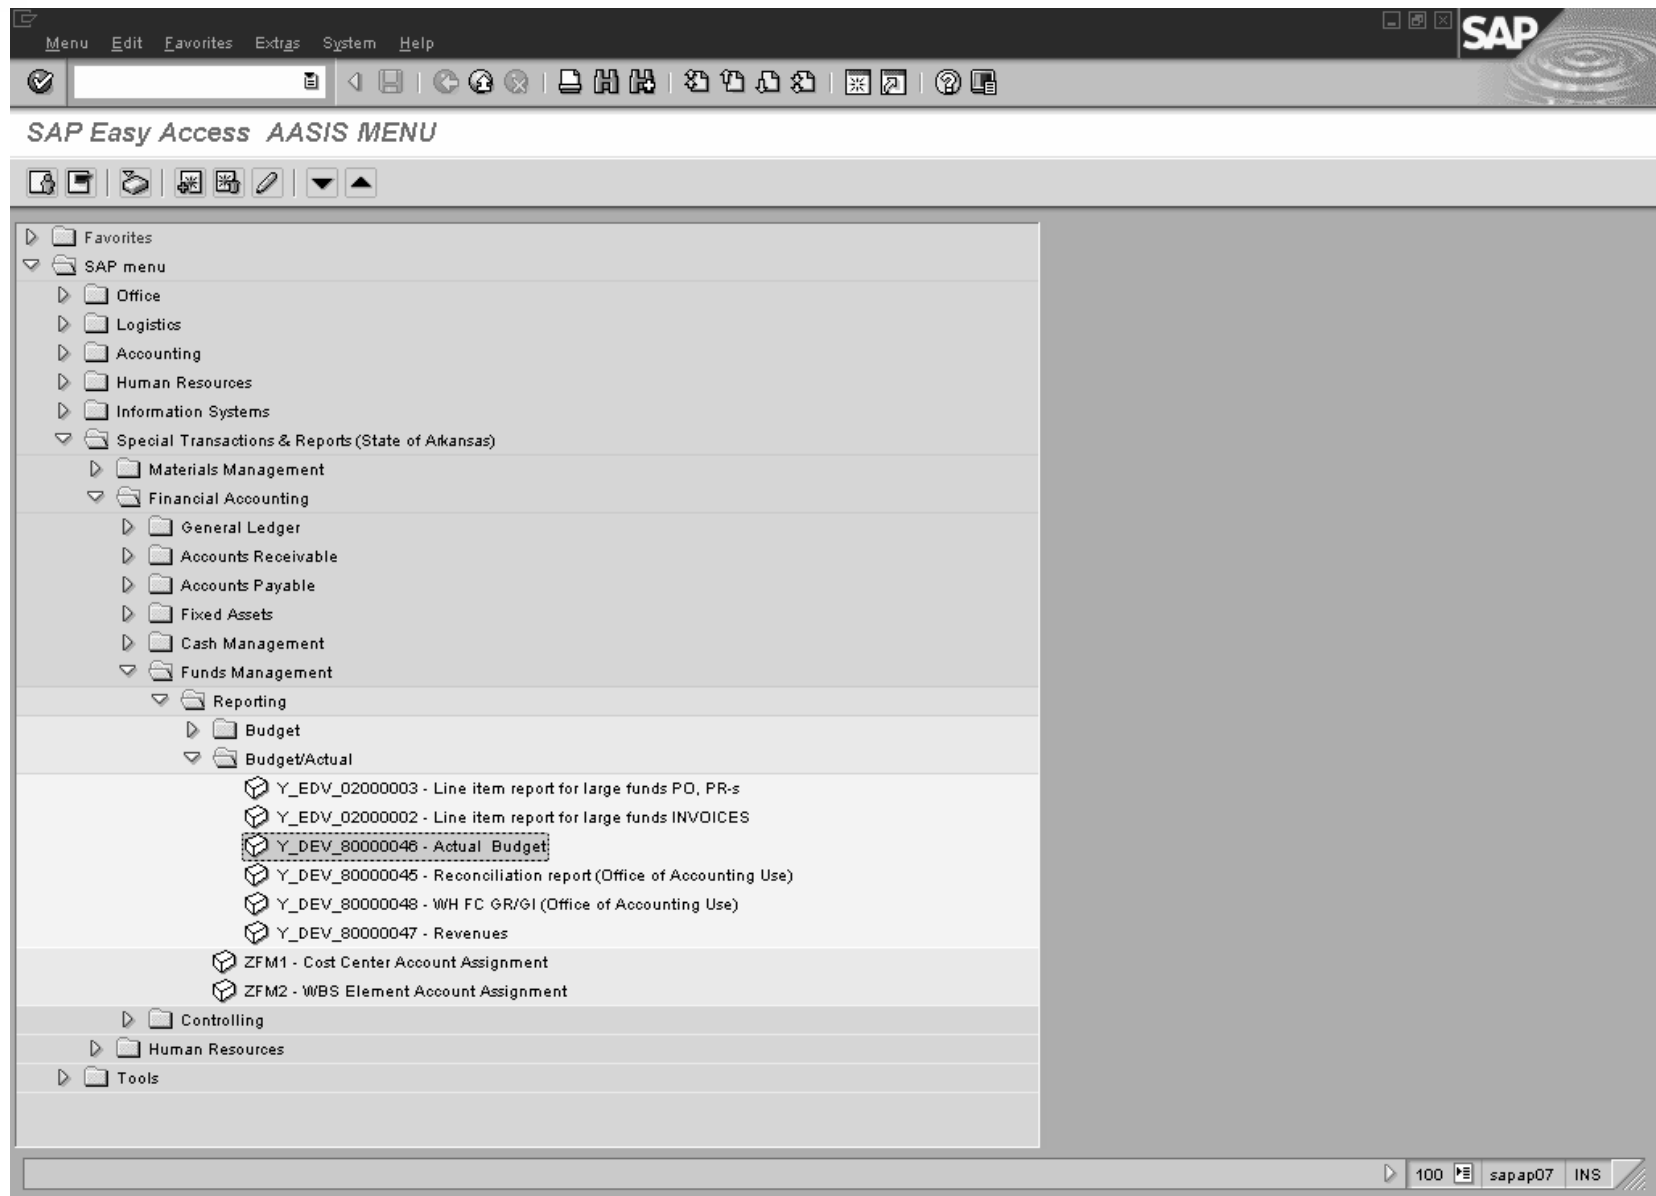 Menu Edit Favorites Extras System Help
SAP
SAP Easy Access AASIS MENU
Favorites
SAP menu
Office
Logistics
Accounting
Human Resources
Information Systems
Special Transactions & Reports (State of Arkansas)
Materials Management
Financial Accounting
General Ledger
Accounts Receivable
Accounts Payable
Fixed Assets
Cash Management
Funds Management
Reporting
Budget
Budget/Actual
Y_EDV_02000003 - Line item report for large funds PO, PR-s
Y_EDV_02000002 - Line item report for large funds INVOICES
Y_DEV_80000046 - Actual Budget
Y_DEV_80000045 - Reconciliation report (Office of Accounting Use)
Y_DEV_80000048 - WH FC GR/GI (Office of Accounting Use)
Y_DEV_80000047 - Revenues
ZFM1 - Cost Center Account Assignment
ZFM2 - WBS Element Account Assignment
Controlling
Human Resources
Tools
100 sapap07 INS